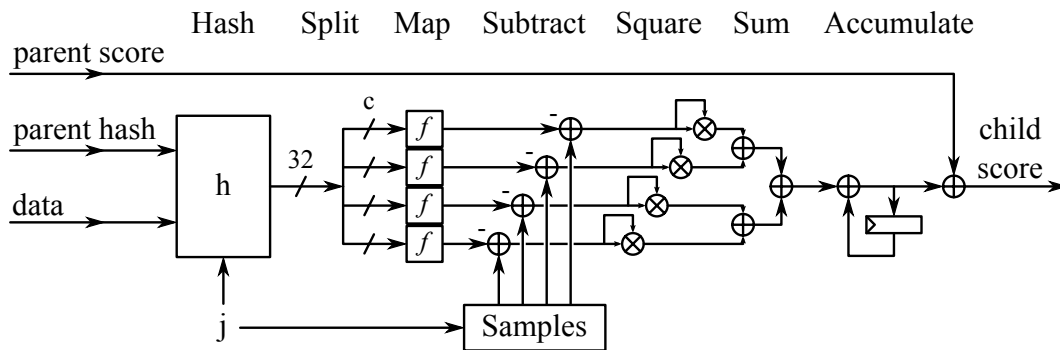 Hash Split Map Subtract Square Sum Accumulate
parent score
c
parent hash
f
child
score
32
f
h
data
f
f
j
Samples